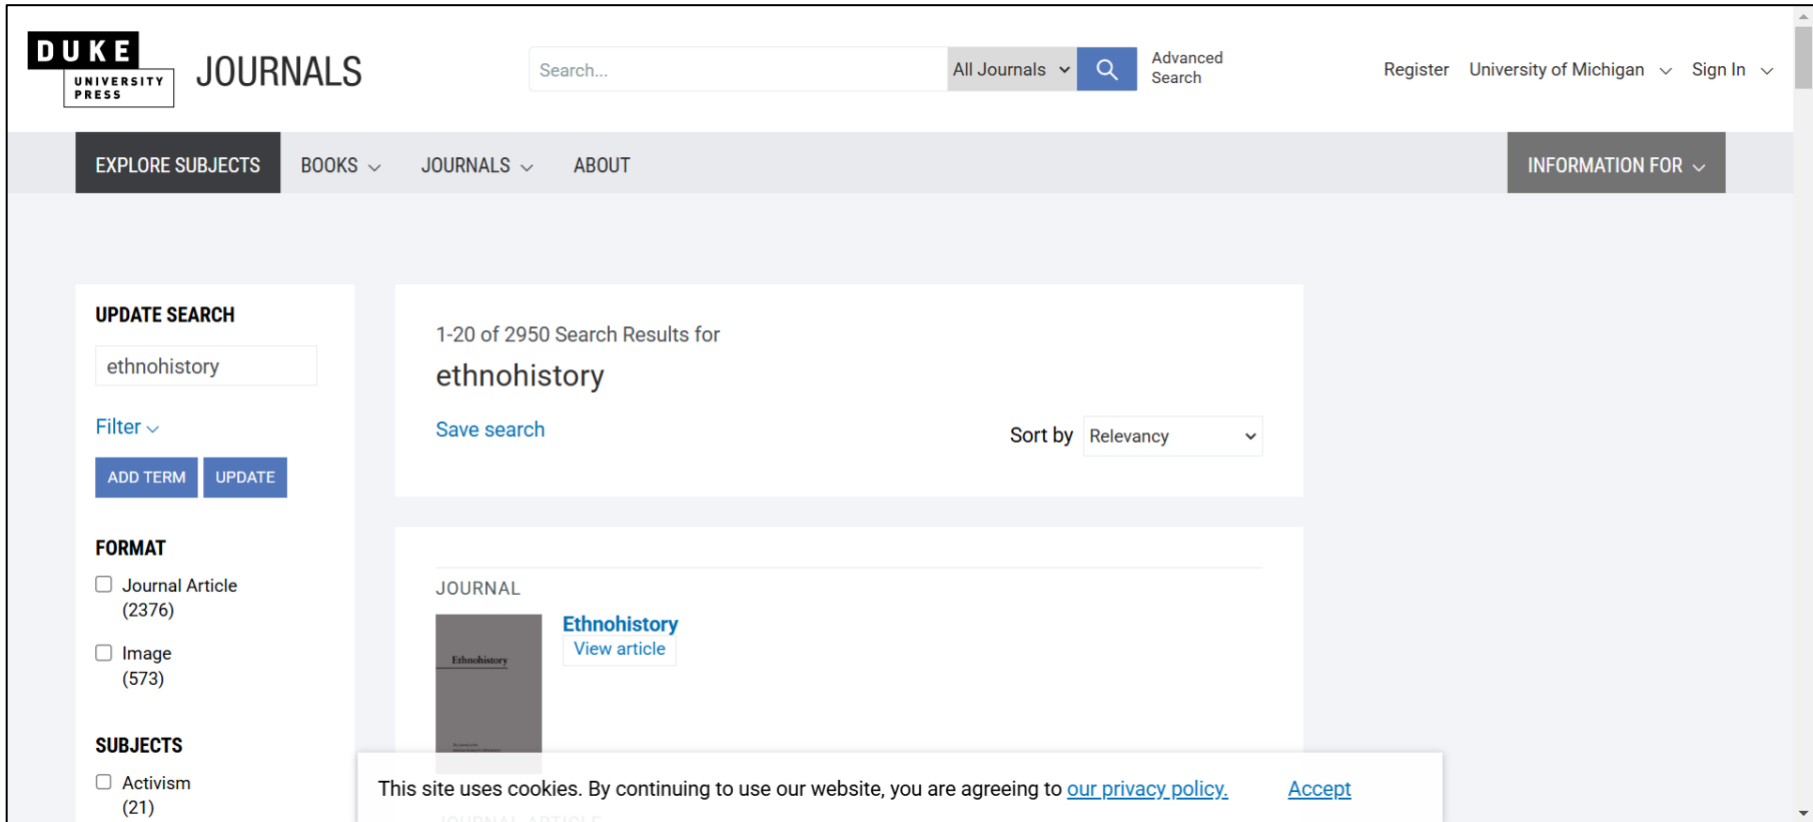 DUKE
UNIVERSITY
PRESS
JOURNALS
Search...
All Journals
Advanced
Search
Register
University of Michigan
Sign In
EXPLORE SUBJECTS
BOOKS
JOURNALS
ABOUT
INFORMATION FOR
UPDATE SEARCH
ethnohistory
Filter
ADD TERM
UPDATE
FORMAT
Journal Article
(2376)
Image
(573)
SUBJECTS
Activism
(21)
1-20 of 2950 Search Results for
ethnohistory
Save search
Sort by
Relevancy
JOURNAL
Ethnohistory
Ethnohistory
View article
This site uses cookies. By continuing to use our website, you are agreeing to our privacy policy.
Accept
JOURNAL ARTICLE